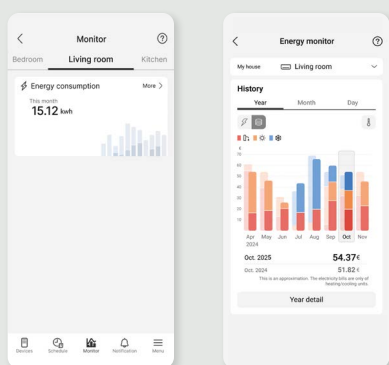 Monitor
Bedroom Living room Kitchen
Energy consumption More
This month
15.12 kwh
Devices Schedule Monitor Notification Menu
Energy monitor
My house Living room
History
Year Month Day
€
70
60
50
40
30
20
10
Apr May Jun Jul Aug Sep Oct Nov
2024
Oct. 2025 54.37 €
Oct. 2024 51.82 €
This is an approximation. The electricity bills are only of
heating/cooling units.
Year detail